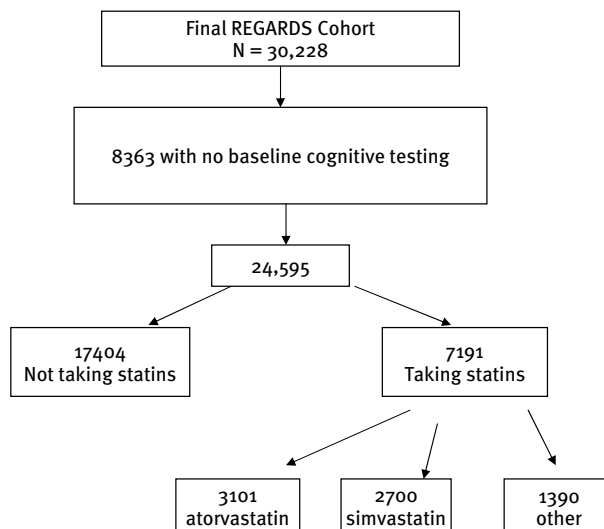 Final REGARDS Cohort
N = 30,228
8363 with no baseline cognitive testing
24,595
17404
Not taking statins
7191
Taking statins
3101
atorvastatin
2700
simvastatin
1390
other